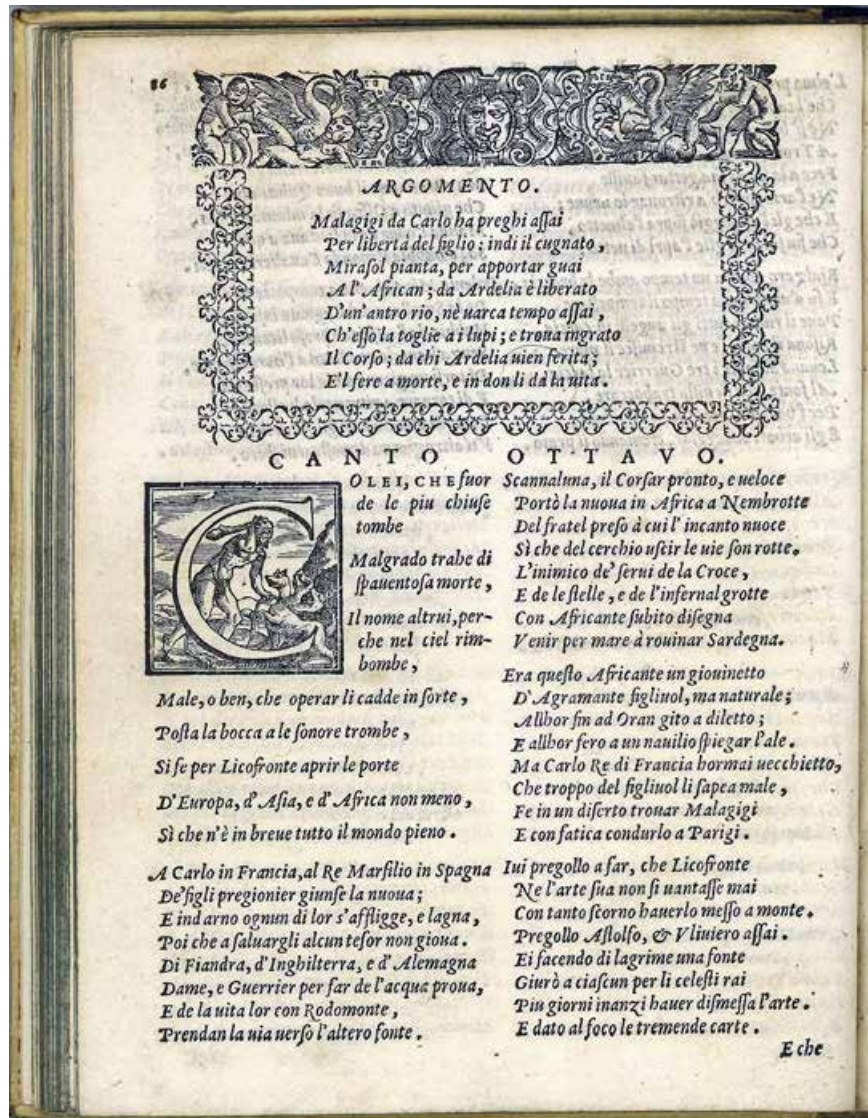 86
ARGOMENTO.
Malagigi da Carlo ha preghi aſſai
Per libertà del figlio; indi il cugnato,
Miraſol pianta, per apportar guai
A l'African; da Ardelia è liberato
D'un'antro rio, nè uarca tempo aſſai,
Ch'eſſo la toglie a i lupi; e troua ingrato
Il Corſo; da chi Ardelia uien ferita;
E'l fere a morte, e in don li dà la uita.
CANTO OTTAVO.
COLEI, CHE fuor
de le piu chiuſe
tombe
Malgrado trahe di
ſpauentoſa morte,
Il nome altrui, per-
che nel ciel rim-
bombe,
Male, o ben, che operar li cadde in ſorte,
Poſta la bocca a le ſonore trombe,
Sì fe per Licofronte aprir le porte
D'Europa, d'Aſia, e d'Africa non meno,
Sì che n'è in breue tutto il mondo pieno.
A Carlo in Francia, al Re Marſilio in Spagna
De'figli pregionier giunſe la nuoua;
E indarno ognun di lor s'affligge, e lagna,
Poi che a ſaluargli alcun teſor non gioua.
Di Fiandra, d'Inghilterra, e d'Alemagna
Dame, e Guerrier per far de l'acqua proua,
E de la uita lor con Rodomonte,
Prendan la uia uerſo l'altero fonte.
Scannaluna, il Corſar pronto, e ueloce
Portò la nuoua in Africa a Nembrotte
Del fratel preſo à cui l'incanto nuoce
Sì che del cerchio uſcir le uie ſon rotte.
L'inimico de' ſerui de la Croce,
E de le ſtelle, e de l'infernal grotte
Con Africante ſubito diſegna
Venir per mare à rouinar Sardegna.
Era queſto Africante un giouinetto
D'Agramante figliuol, ma naturale;
Allhor fin ad Oran gito a diletto;
E allhor fero a un nauilio ſpiegar l'ale.
Ma Carlo Re di Francia hormai uecchietto,
Che troppo del figliuol li ſapea male,
Fe in un diſerto trouar Malagigi
E con fatica condurlo a Parigi.
Iui pregollo a far, che Licofronte
Ne l'arte ſua non ſi uantaſſe mai
Con tanto ſcorno hauerlo meſſo a monte.
Pregollo Aſtolfo, & Vliuiero aſſai.
Ei facendo di lagrime una fonte
Giurò a ciaſcun per li celeſti rai
Piu giorni inanzi hauer diſmeſſa l'arte.
E dato al foco le tremende carte.
E che